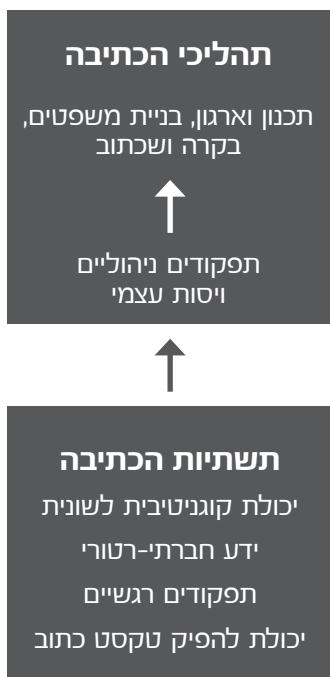 תהליכי הכתיבה
תכנון וארגון, בניית משפטים,
בקרה ושכתוב
תפקודים ניהוליים
ויסות עצמי
תשתיות הכתיבה
יכולת קוגניטיבית לשונית
ידע חברתי-רטורי
תפקודים רגשיים
יכולת להפיק טקסט כתוב